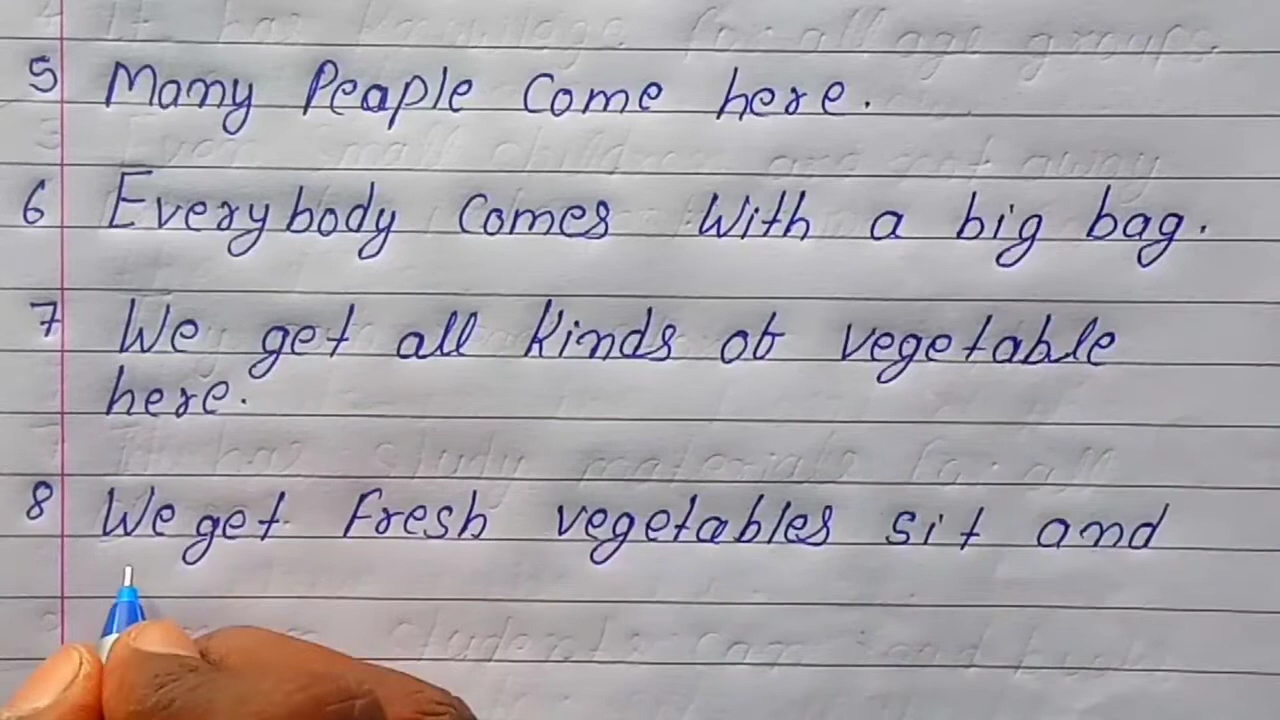 5 Many Peaple Come here.
6 Everybody Comes With a big bag.
7 We get all Kinds of vegetable
here.
8 We get Fresh vegetables sit and